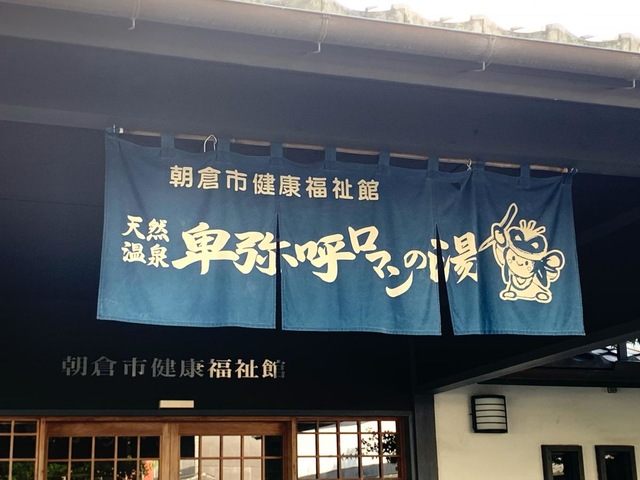 朝倉市健康福祉館
天然
温泉
卑弥呼ロマンの湯
朝倉市健康福祉館